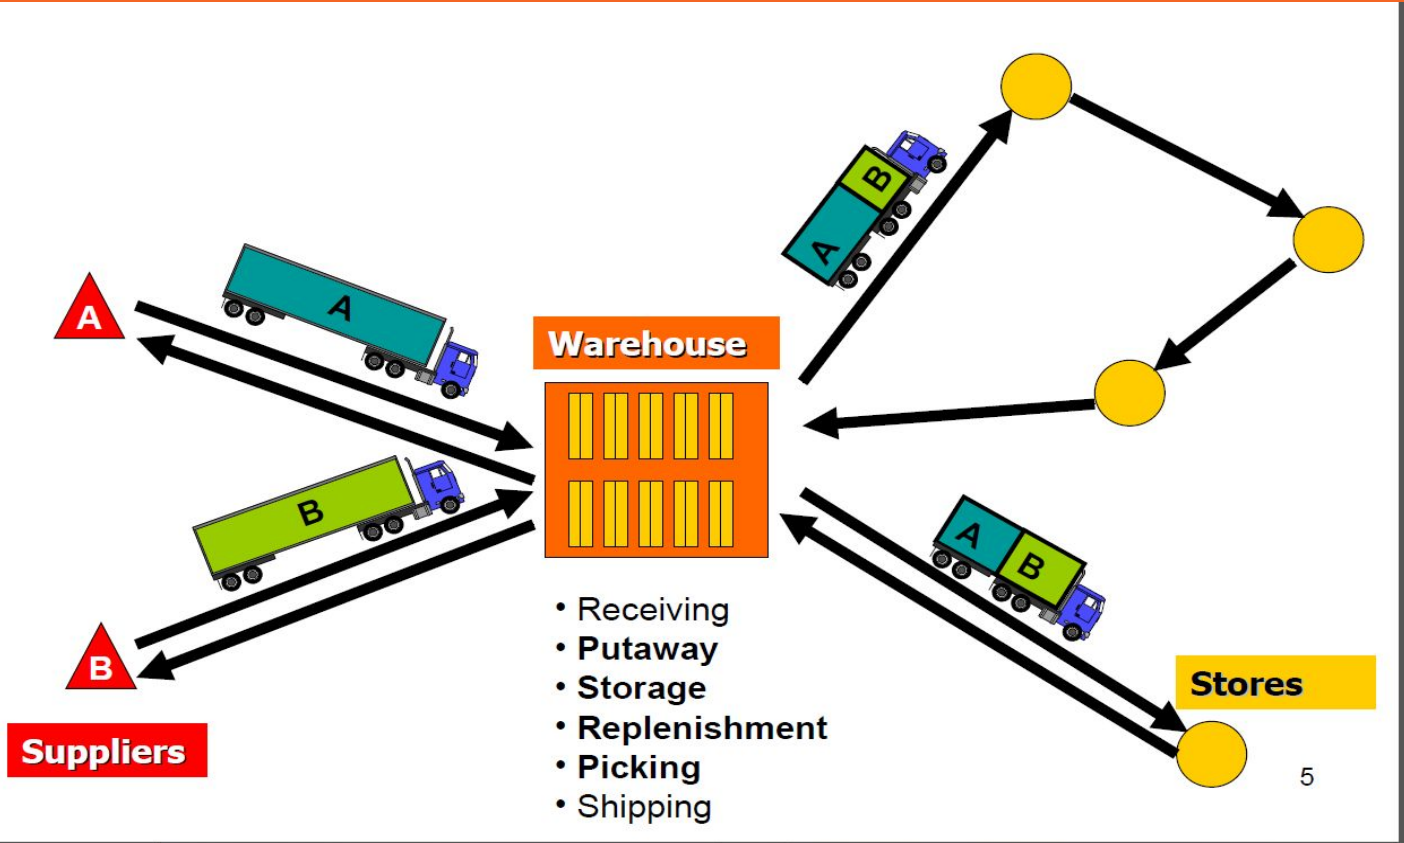 B
A
A
A
Warehouse
B
A
B
B
Stores
Suppliers
• Receiving
• Putaway
• Storage
• Replenishment
• Picking
• Shipping
5